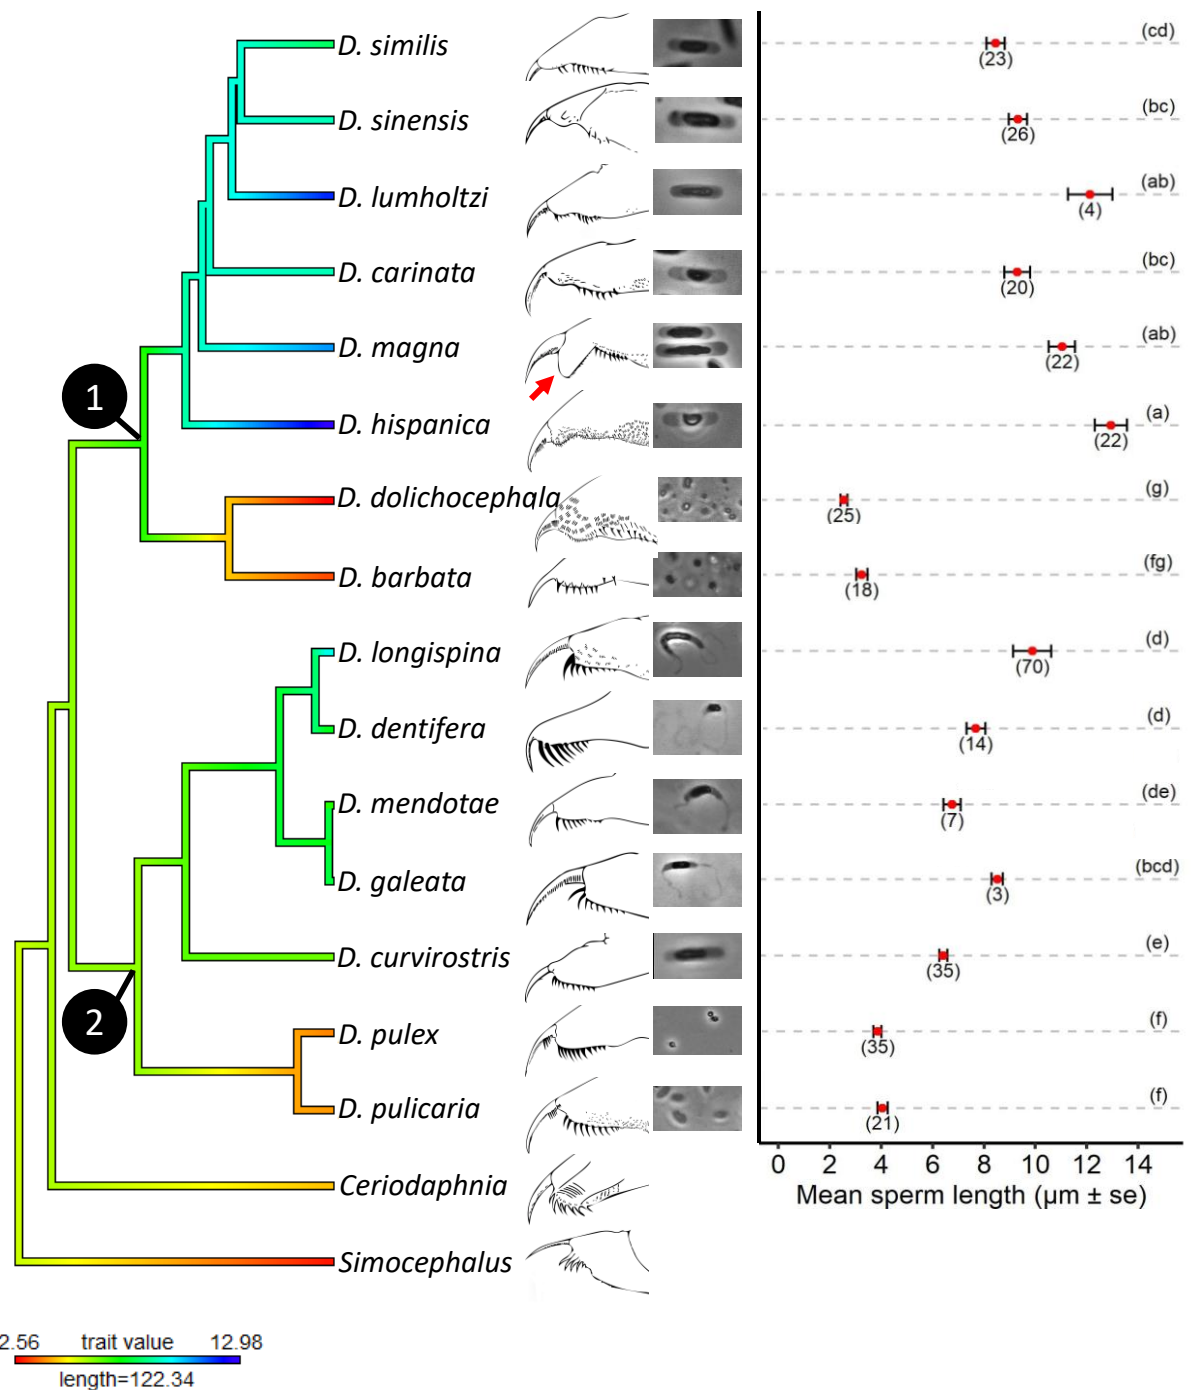 D. similis
(cd)
(23)
D. sinensis
(bc)
(26)
D. lumholtzi
(ab)
(4)
D. carinata
(bc)
(20)
D. magna
(ab)
(22)
1
D. hispanica
(a)
(22)
D. dolichocephala
(g)
(25)
D. barbata
(fg)
(18)
D. longispina
(d)
(70)
D. dentifera
(d)
(14)
D. mendotae
(de)
(7)
D. galeata
(bcd)
(3)
D. curvirostris
(e)
(35)
2
D. pulex
(f)
(35)
D. pulicaria
(f)
(21)
0 2 4 6 8 10 12 14
Mean sperm length (µm ± se)
Ceriodaphnia
Simocephalus
2.56 trait value 12.98
length=122.34